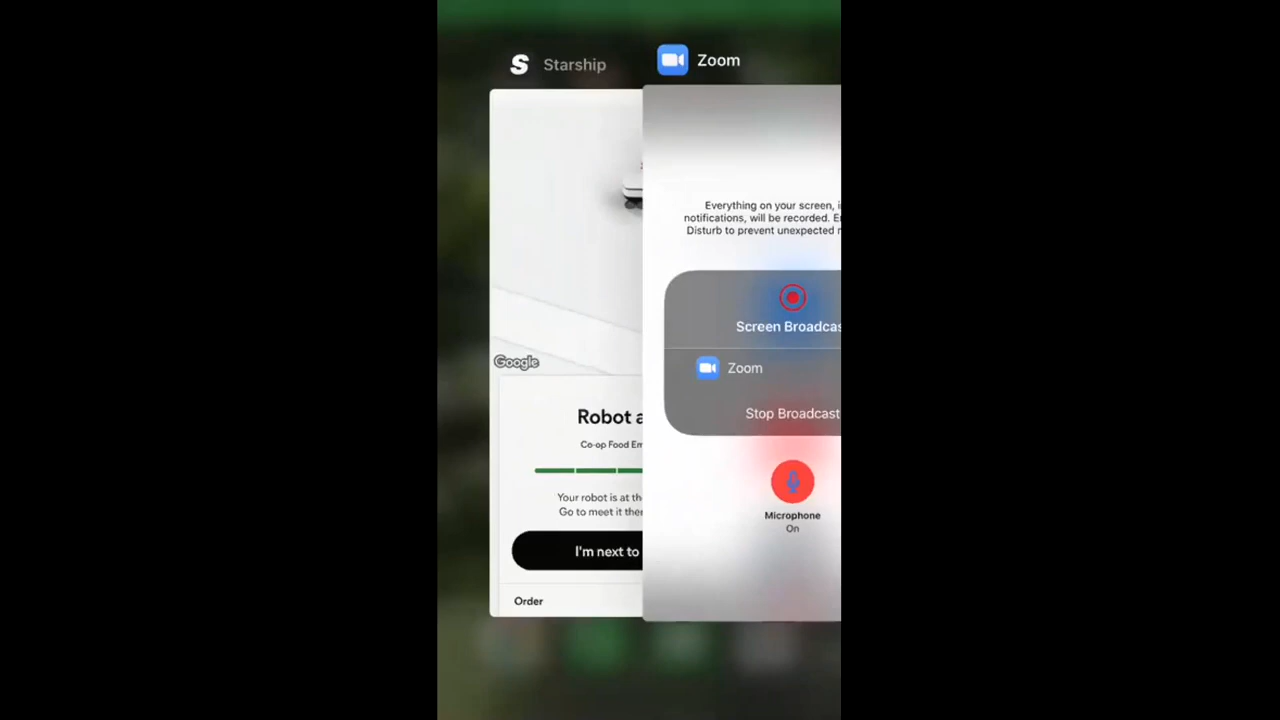 Starship
Zoom
Everything on your screen, i
notifications, will be recorded. E
Disturb to prevent unexpected
Screen Broadcas
Zoom
Stop Broadcast
Microphone
On
Google
Robot a
Co-op Food Em
Your robot is at th
Go to meet it ther
I'm next to
Order